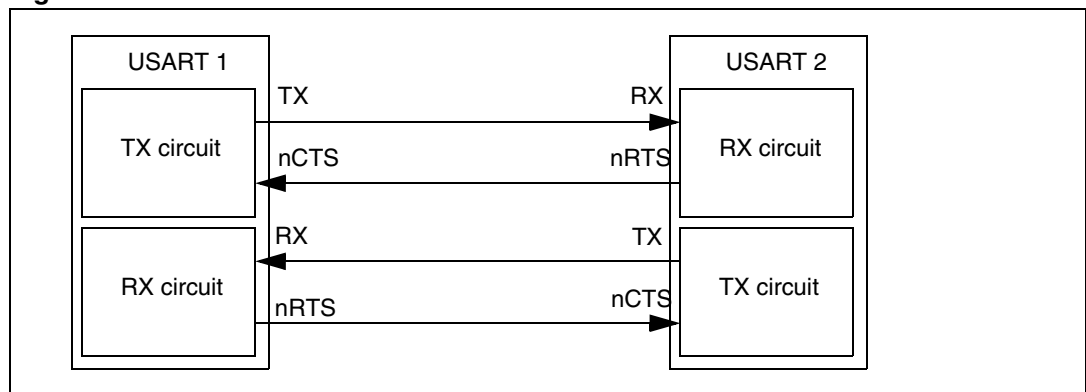 USART 1
USART 2
TX
RX
TX circuit
RX circuit
nCTS
nRTS
RX
TX
RX circuit
TX circuit
nRTS
nCTS